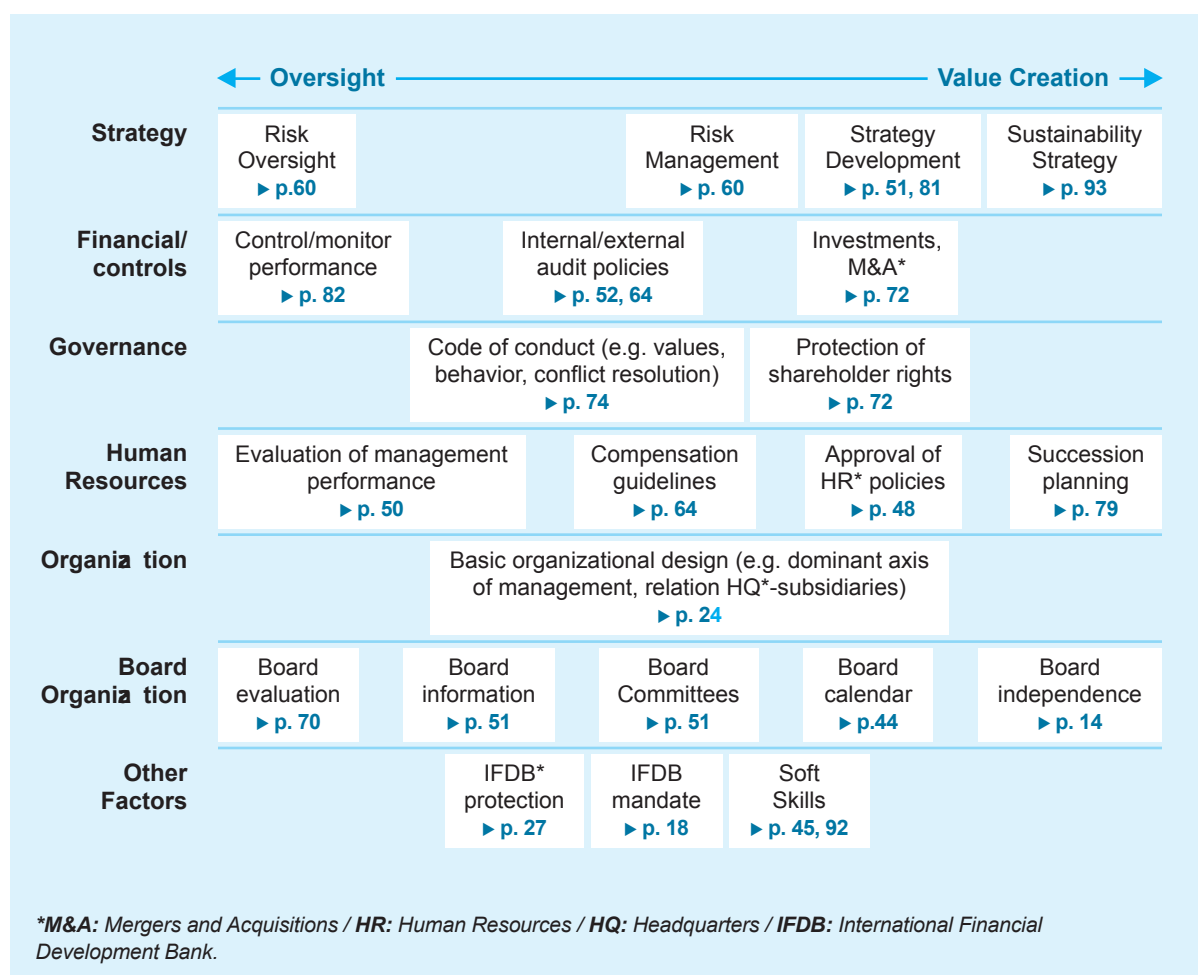 Oversight
Value Creation
Strategy
Risk
Oversight
▶ p.60
Risk
Management
▶ p. 60
Strategy
Development
▶ p. 51, 81
Sustainability
Strategy
▶ p. 93
Financial/
controls
Control/monitor
performance
▶ p. 82
Internal/external
audit policies
▶ p. 52, 64
Investments,
M&A*
▶ p. 72
Governance
Code of conduct (e.g. values,
behavior, conflict resolution)
▶ p. 74
Protection of
shareholder rights
▶ p. 72
Human
Resources
Evaluation of management
performance
▶ p. 50
Compensation
guidelines
▶ p. 64
Approval of
HR* policies
▶ p. 48
Succession
planning
▶ p. 79
Organization
Basic organizational design (e.g. dominant axis
of management, relation HQ*-subsidiaries)
▶ p. 24
Board
Organization
Board
evaluation
▶ p. 70
Board
information
▶ p. 51
Board
Committees
▶ p. 51
Board
calendar
▶ p.44
Board
independence
▶ p. 14
Other
Factors
IFDB*
protection
▶ p. 27
IFDB
mandate
▶ p. 18
Soft
Skills
▶ p. 45, 92
*M&A: Mergers and Acquisitions / HR: Human Resources / HQ: Headquarters / IFDB: International Financial
Development Bank.